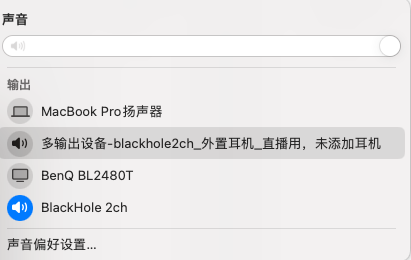 声音
输出
MacBook Pro扬声器
多输出设备-blackhole2ch_外置耳机_直播用，未添加耳机
BenQ BL2480T
BlackHole 2ch
声音偏好设置...